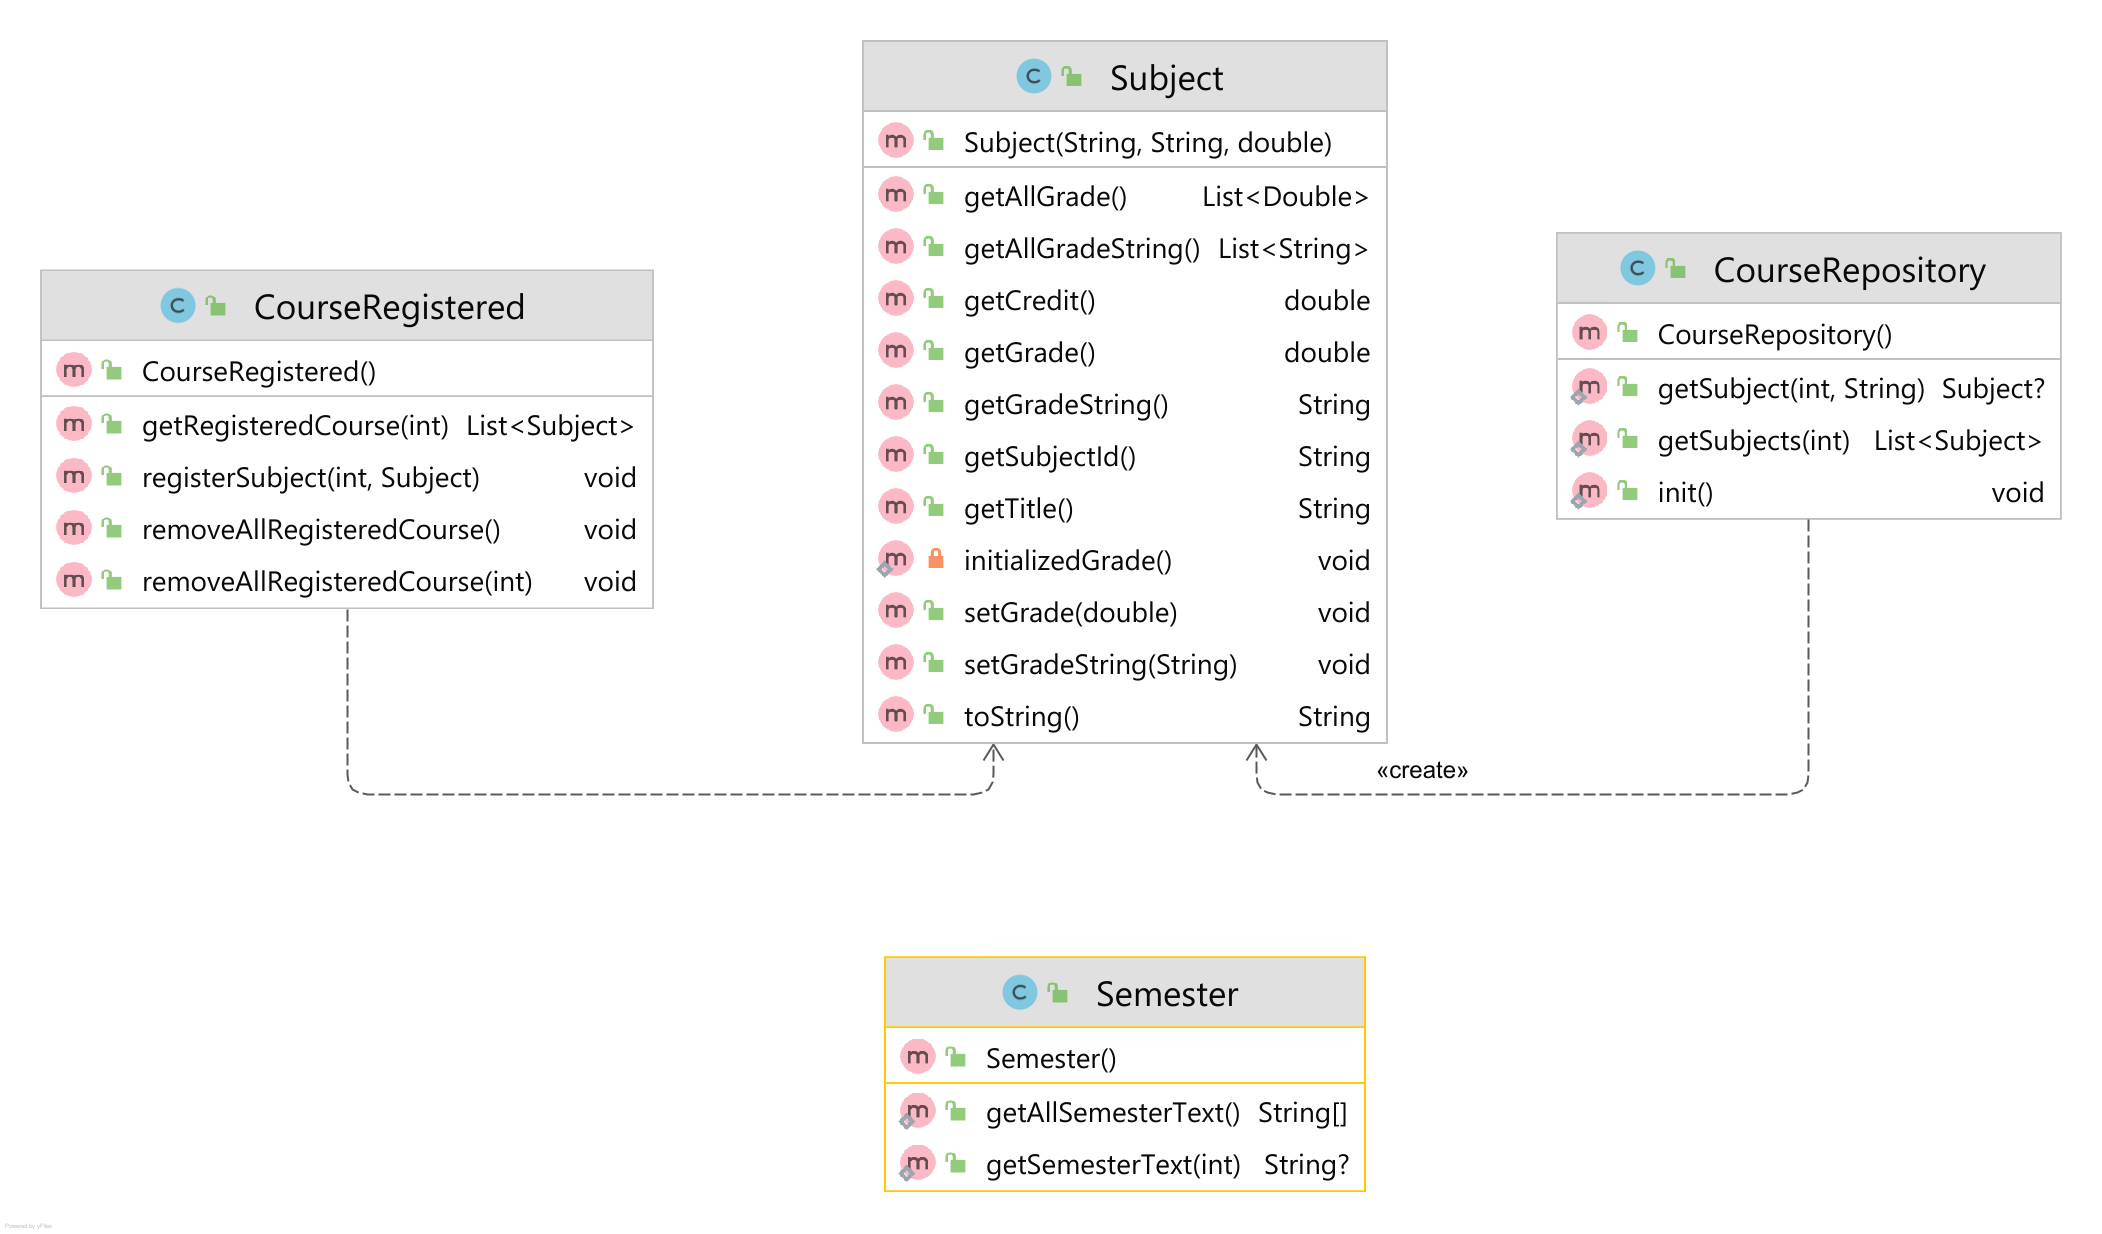 Subject
Subject(String, String, double)
getAllGrade() List<Double>
getAllGradeString() List<String>
getCredit() double
getGrade() double
getGradeString() String
getSubjectId() String
getTitle() String
initializedGrade() void
setGrade(double) void
setGradeString(String) void
toString() String
CourseRegistered
CourseRegistered()
getRegisteredCourse(int) List<Subject>
registerSubject(int, Subject) void
removeAllRegisteredCourse() void
removeAllRegisteredCourse(int) void
CourseRepository
CourseRepository()
getSubject(int, String) Subject?
getSubjects(int) List<Subject>
init() void
«create»
Semester
Semester()
getAllSemesterText() String[]
getSemesterText(int) String?
Powered by yFiles